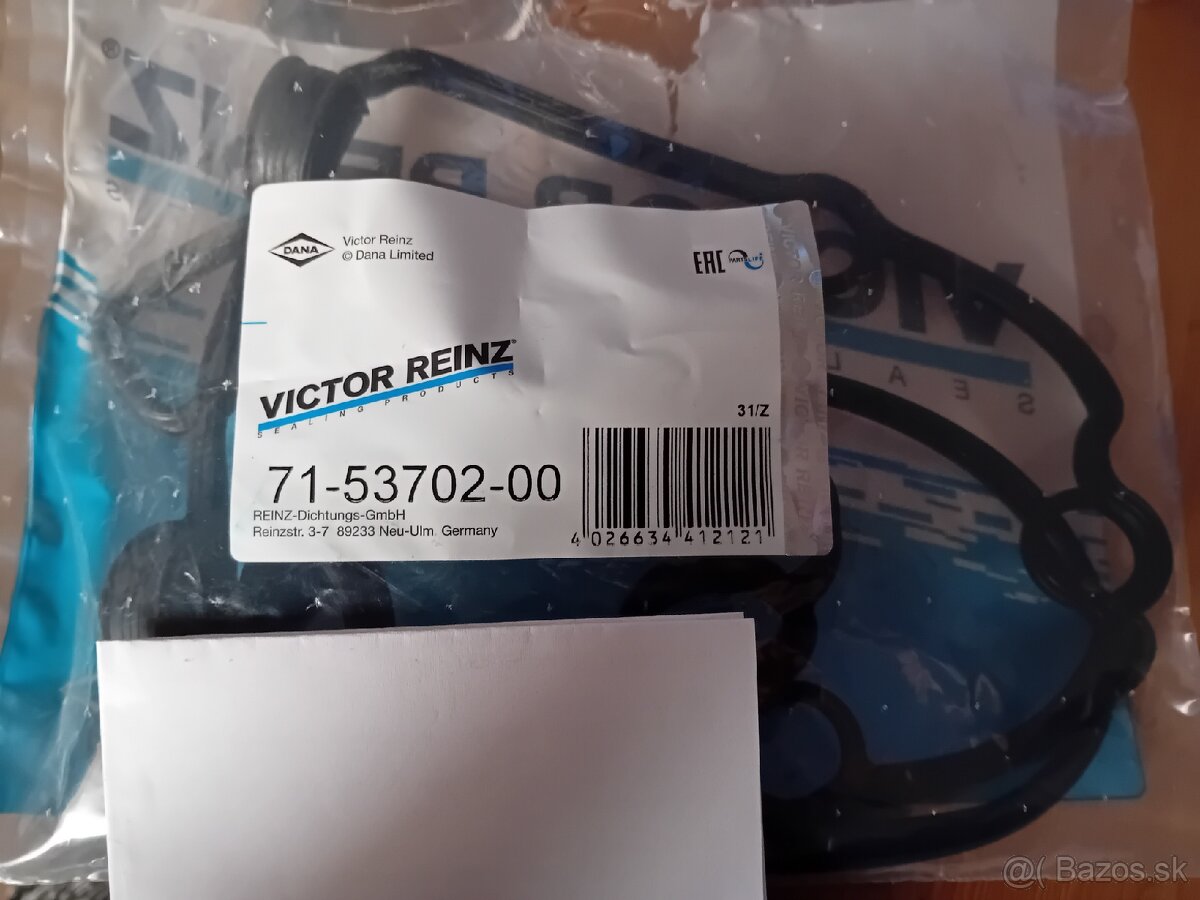 DANA
Victor Reinz
© Dana Limited
EAC
PARTSLIFE
VICTOR REINZ®
SEALING PRODUCTS
31/Z
71-53702-00
REINZ-Dichtungs-GmbH
Reinzstr. 3-7 89233 Neu-Ulm, Germany
4 026634 412121
@( Bazos.sk